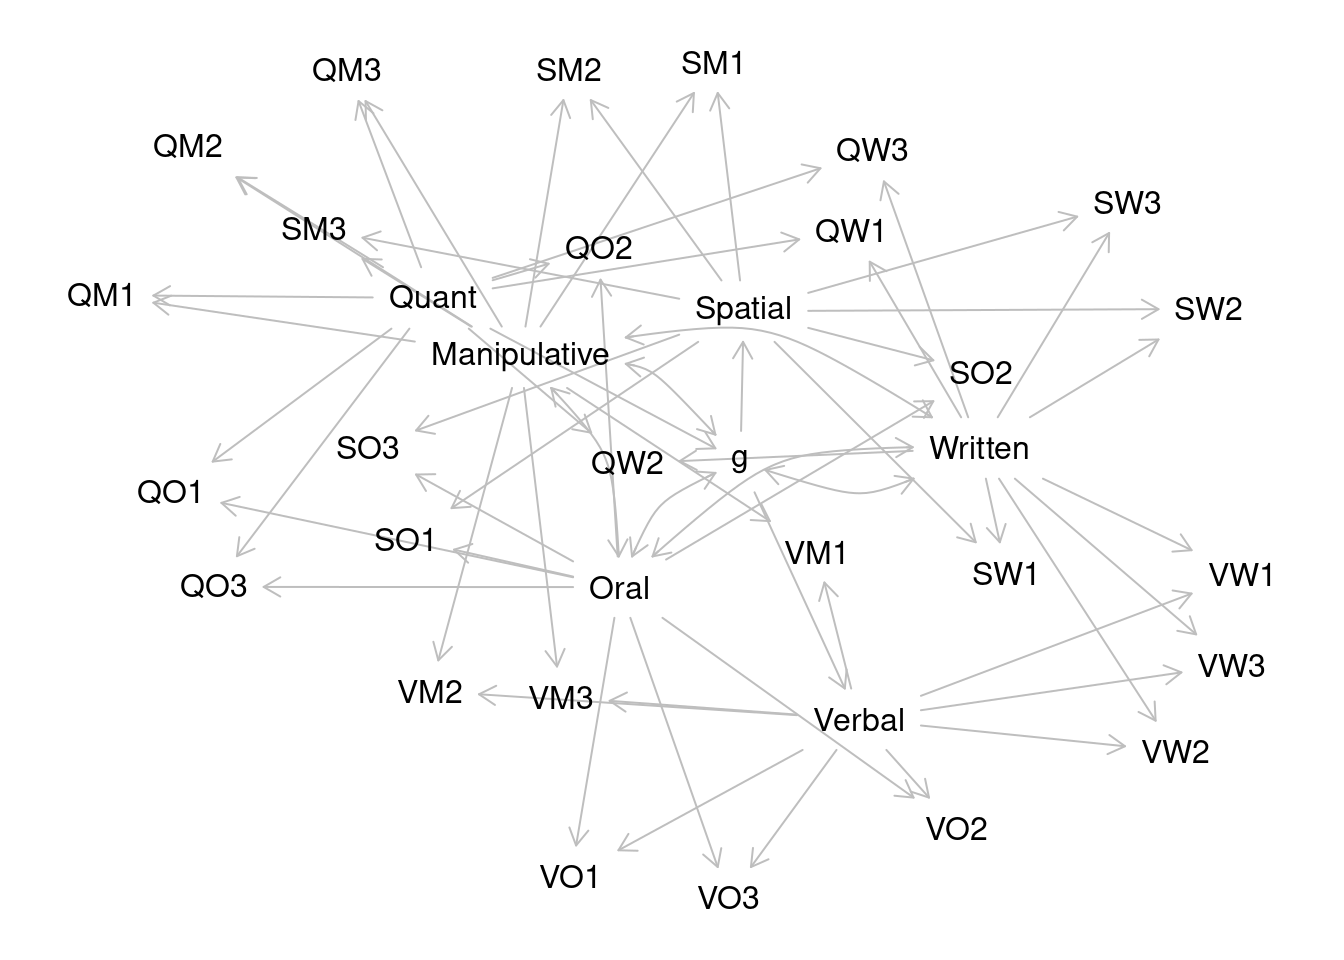 SM1
QM3
SM2
QM2
QW3
SW3
SM3
QW1
QO2
QM1
Quant
Spatial
SW2
Manipulative
SO2
SO3
Written
g
QW2
QO1
SO1
VM1
SW1
VW1
QO3
Oral
VW3
VM2
VM3
Verbal
VW2
VO2
VO1
VO3